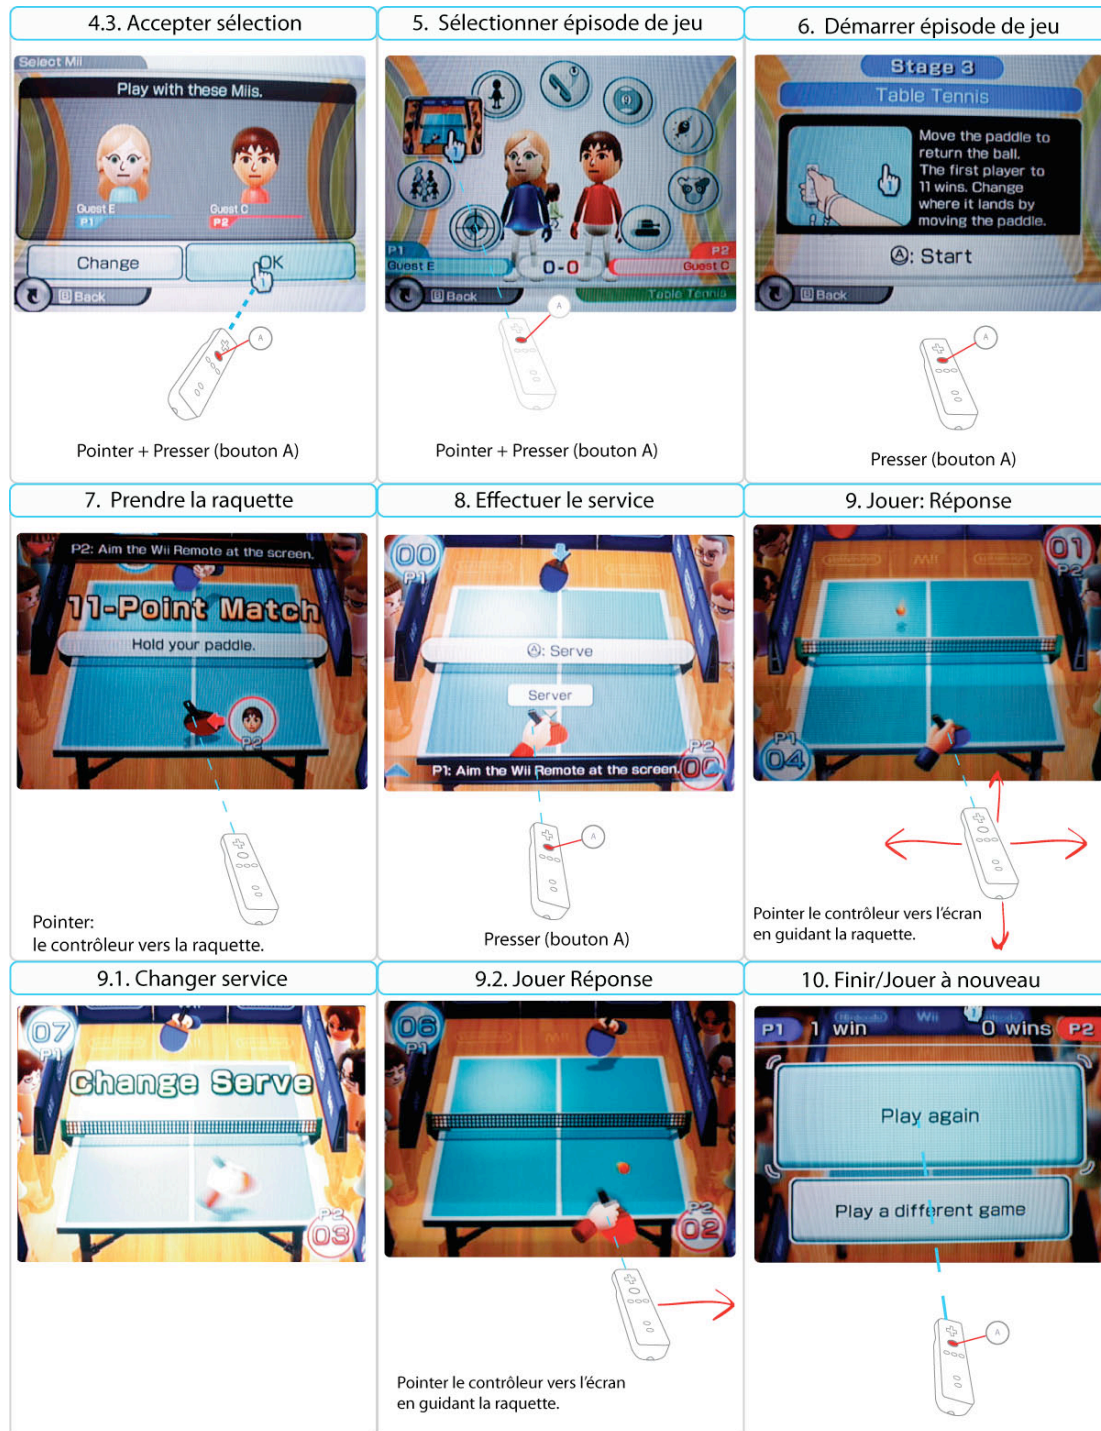 4.3. Accepter sélection
Select Mii
Play with these Miis.
Guest E
P1
Guest C
P2
Change
OK
B Back
Pointer + Presser (bouton A)
A
5. Sélectionner épisode de jeu
P1
Guest E
0-0
P2
Guest C
B Back
Table Tennis
A
Pointer + Presser (bouton A)
6. Démarrer épisode de jeu
Stage 3
Table Tennis
Move the paddle to
return the ball.
The first player to
11 wins. Change
where it lands by
moving the paddle.
A: Start
B Back
A
Presser (bouton A)
7. Prendre la raquette
P2: Aim the Wii Remote at the screen.
11-Point Match
Hold your paddle.
P2
Pointer:
le contrôleur vers la raquette.
8. Effectuer le service
00
P1
A: Serve
Server
P2
00
P1: Aim the Wii Remote at the screen.
A
Presser (bouton A)
9. Jouer: Réponse
01
P2
P1
04
Pointer le contrôleur vers l'écran
en guidant la raquette.
9.1. Changer service
07
P1
Change Serve
P2
03
9.2. Jouer Réponse
06
P1
P2
02
Pointer le contrôleur vers l'écran
en guidant la raquette.
10. Finir/Jouer à nouveau
P1 1 win Wii 0 wins P2
Play again
Play a different game
A